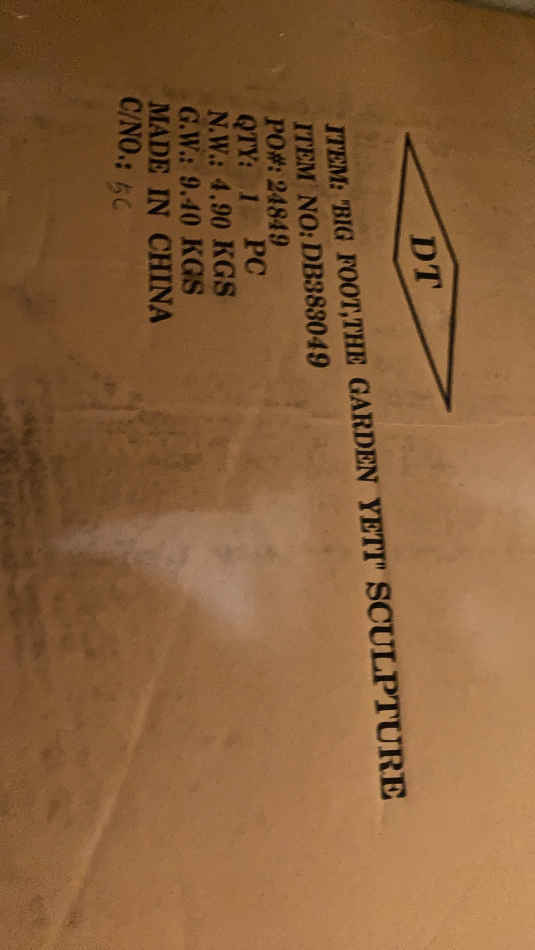 DT
ITEM: "BIG FOOT,THE GARDEN YETI" SCULPTURE
ITEM NO: DB383049
PO#: 24849
QTY: 1 PC
N.W.: 4.90 KGS
G.W.: 9.40 KGS
MADE IN CHINA
C/NO.: